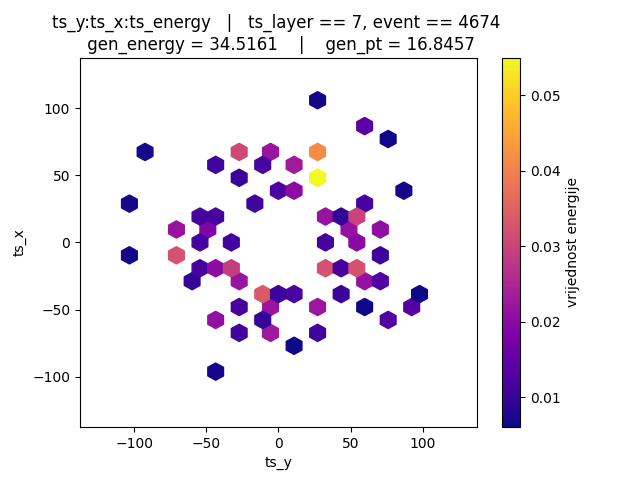 ts_y:ts_x:ts_energy | ts_layer == 7, event == 4674
gen_energy = 34.5161 | gen_pt = 16.8457
100
50
0
−50
−100
ts_x
−100 −50 0 50 100
ts_y
0.05
0.04
0.03
0.02
0.01
vrijednost energije